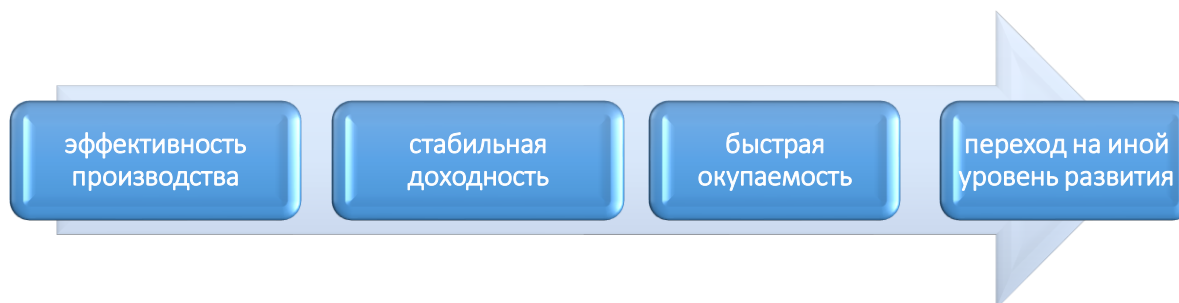 эффективность
производства
стабильная
доходность
быстрая
окупаемость
переход на иной
уровень развития